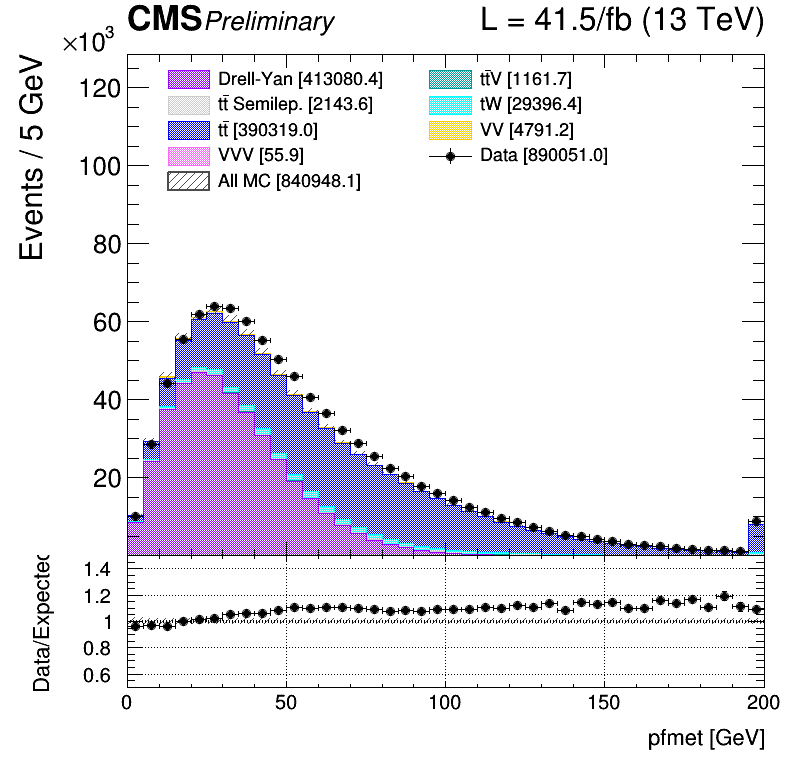 CMS Preliminary L = 41.5/fb (13 TeV)
×10³
Events / 5 GeV
120
100
80
60
40
20
Drell-Yan [413080.4]
tt̄ Semilep. [2143.6]
tt̄ [390319.0]
VVV [55.9]
All MC [840948.1]
tt̄V [1161.7]
tW [29396.4]
VV [4791.2]
Data [890051.0]
Data/Expected
1.4
1.2
1
0.8
0.6
0 50 100 150 200
pfmet [GeV]